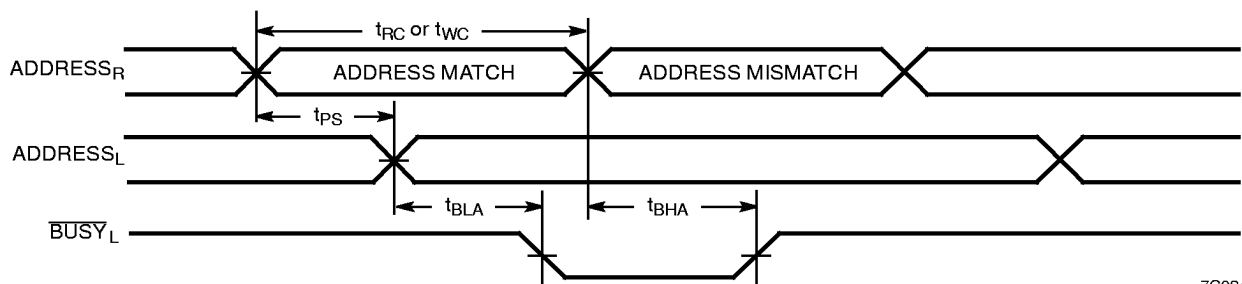 tRC or tWC
ADDRESSR
ADDRESS MATCH
ADDRESS MISMATCH
tPS
ADDRESSL
tBLA
tBHA
BUSYL